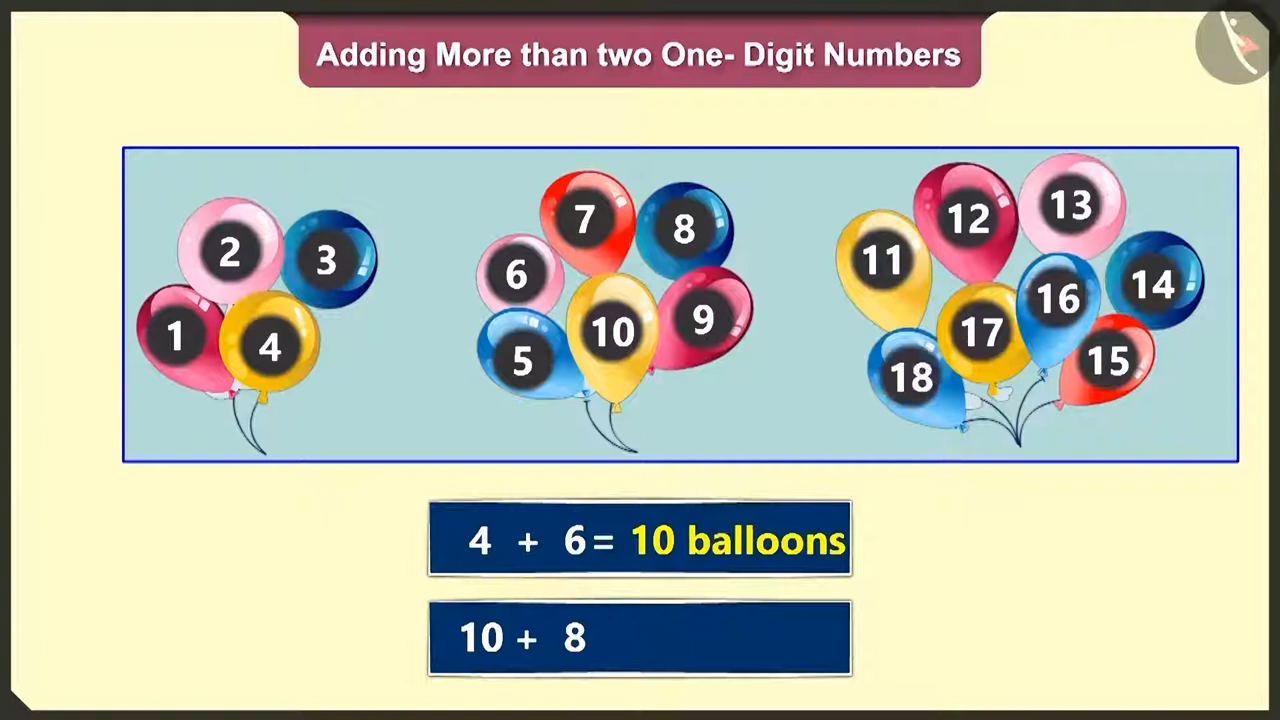 Adding More than two One- Digit Numbers
2 3
1 4
7 8
6 10 9
5
12 13
11 16 14
17 15
18
4 + 6= 10 balloons
10 + 8